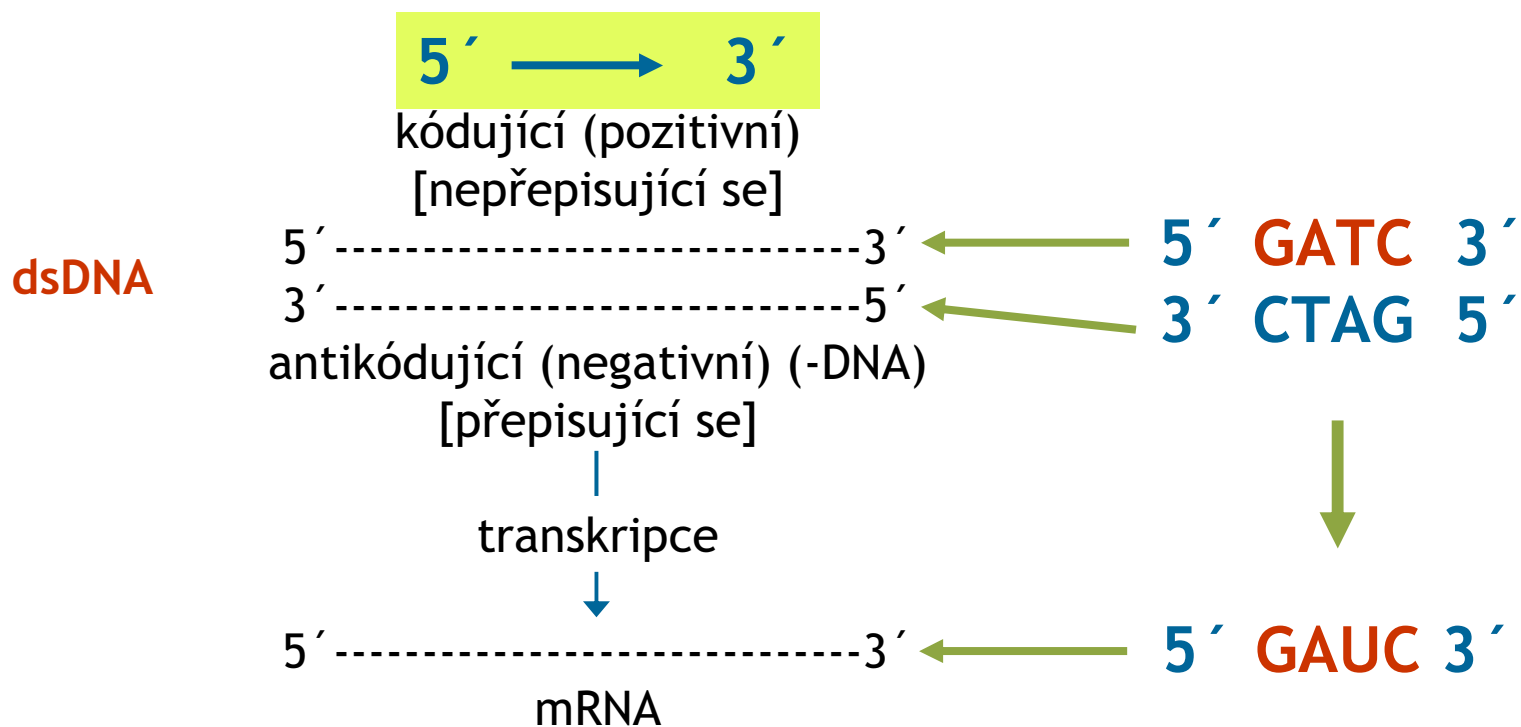 5´ 3´
kódující (pozitivní)
[nepřepisující se]
5´------------------------------3´ 5´ GATC 3´
dsDNA
3´------------------------------5´ 3´ CTAG 5´
antikódující (negativní) (-DNA)
[přepisující se]
transkripce
5´------------------------------3´ 5´ GAUC 3´
mRNA